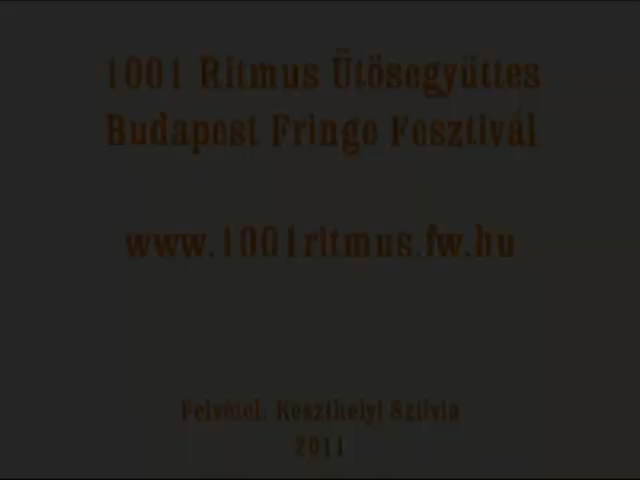 1001 Ritmus Ütősegyüttes
Budapest Fringe Fesztivál
www.1001ritmus.fw.hu
Felvétel: Keszthelyi Szilvia
2011